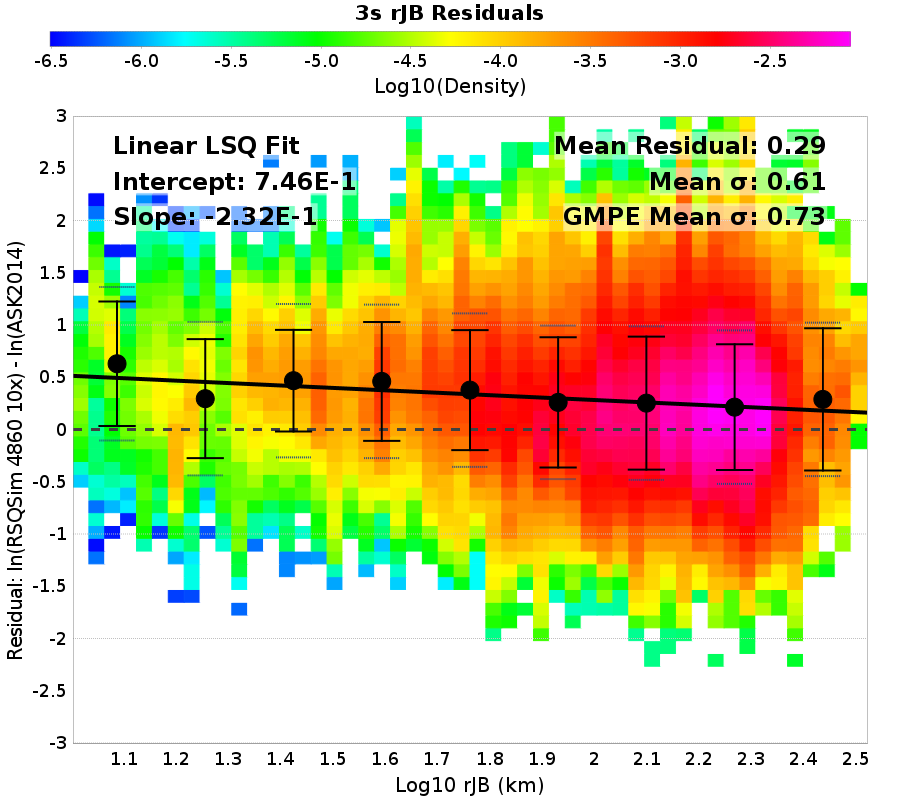 3s rJB Residuals
-6.5 -6.0 -5.5 -5.0 -4.5 -4.0 -3.5 -3.0 -2.5
Log10(Density)
Linear LSQ Fit
Intercept: 7.46E-1
Slope: -2.32E-1
Mean Residual: 0.29
Mean σ: 0.61
GMPE Mean σ: 0.73
Residual: ln(RSQSim 4860 10x) - ln(ASK2014)
3
2.5
2
1.5
1
0.5
0
-0.5
-1
-1.5
-2
-2.5
-3
1.1 1.2 1.3 1.4 1.5 1.6 1.7 1.8 1.9 2 2.1 2.2 2.3 2.4 2.5
Log10 rJB (km)